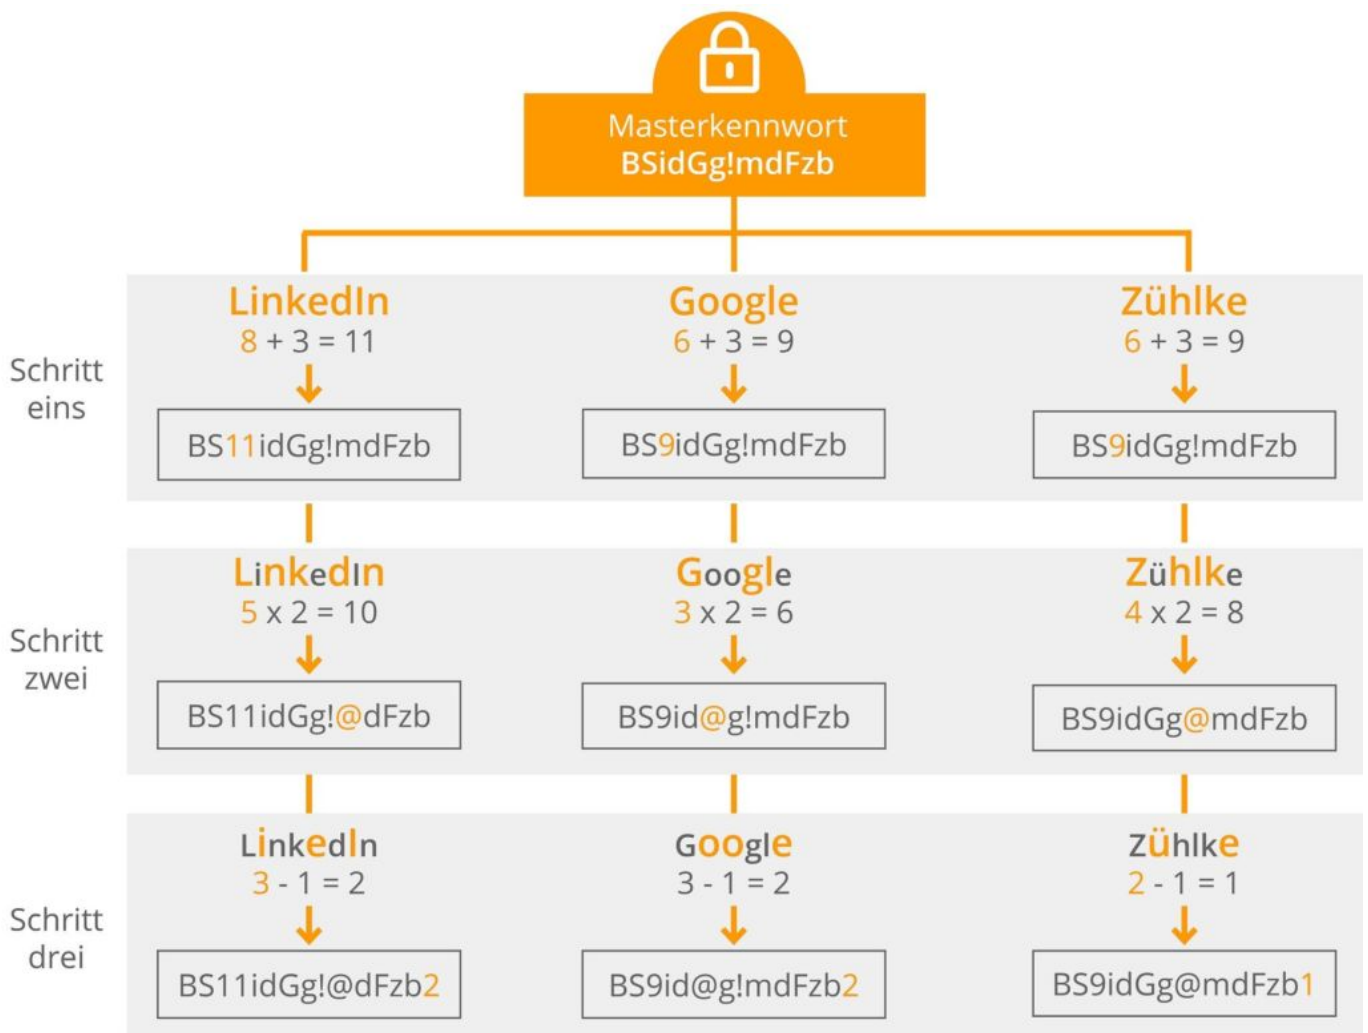 Masterkennwort
BSidGg!mdFzb
LinkedIn Google Zühlke
8 + 3 = 11 6 + 3 = 9 6 + 3 = 9
Schritt
eins
BS11idGg!mdFzb BS9idGg!mdFzb BS9idGg!mdFzb
LinkedIn Google Zühlke
5 x 2 = 10 3 x 2 = 6 4 x 2 = 8
Schritt
zwei
BS11idGg!@dFzb BS9id@g!mdFzb BS9idGg@mdFzb
LinkedIn Google Zühlke
3 - 1 = 2 3 - 1 = 2 2 - 1 = 1
Schritt
drei
BS11idGg!@dFzb2 BS9id@g!mdFzb2 BS9idGg@mdFzb1